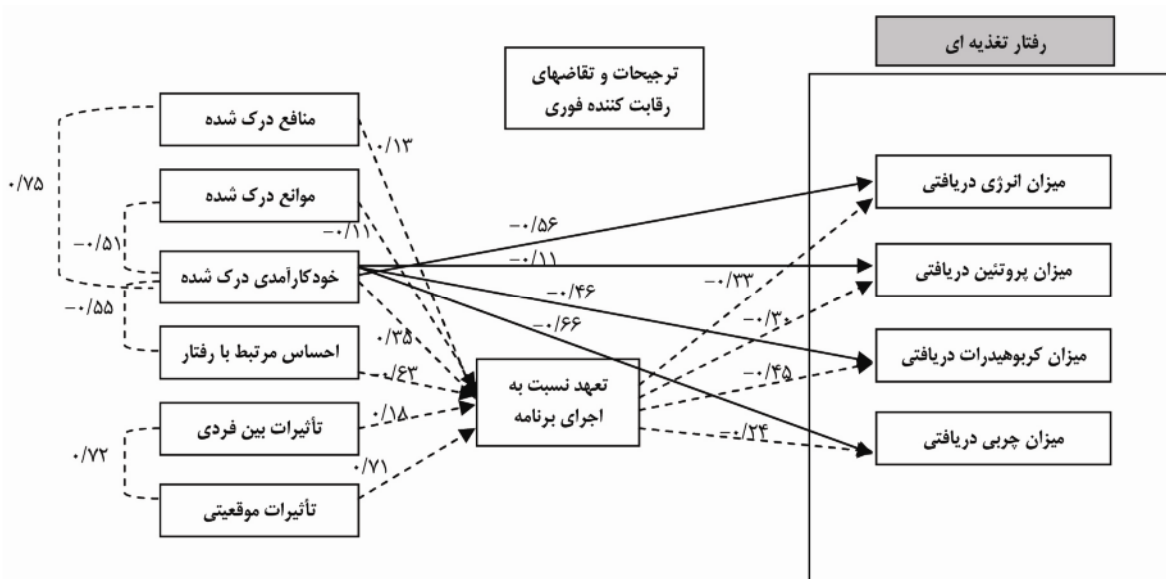 رفتار تغذیه ای
ترجیحات و تقاضهای
رقابت کننده فوری
منافع درک شده
۰/۱۳
۰/۷۵
موانع درک شده
میزان انرژی دریافتی
−۰/۵۶
−۰/۱۱
−۰/۵۱
خودکارآمدی درک شده
−۰/۱۱
میزان پروتئین دریافتی
−۰/۳۳
−۰/۴۶
−۰/۵۵
−۰/۶۶
−۰/۳۰
۰/۳۵
احساس مرتبط با رفتار
میزان کربوهیدرات دریافتی
−۰/۶۳
−۰/۴۵
تعهد نسبت به
اجرای برنامه
تأثیرات بین فردی
۰/۱۸
−۰/۲۴
میزان چربی دریافتی
۰/۷۲
۰/۷۱
تأثیرات موقعیتی